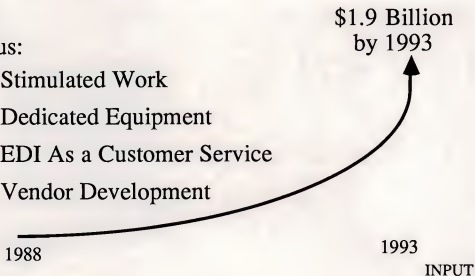 $1.9 Billion
by 1993
us:
Stimulated Work
Dedicated Equipment
EDI As a Customer Service
Vendor Development
1988
1993
INPUT